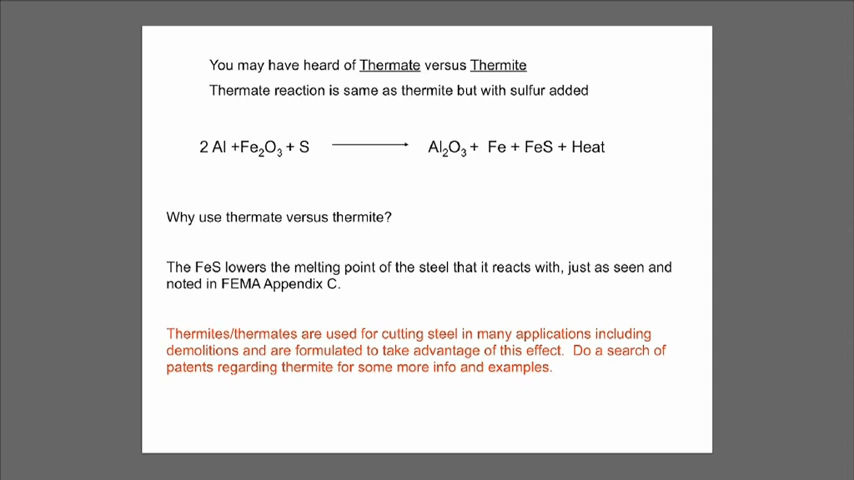 You may have heard of Thermate versus Thermite
Thermate reaction is same as thermite but with sulfur added
2 Al +Fe₂O₃ + S ⟶ Al₂O₃ + Fe + FeS + Heat
Why use thermate versus thermite?
The FeS lowers the melting point of the steel that it reacts with, just as seen and
noted in FEMA Appendix C.
Thermites/thermates are used for cutting steel in many applications including
demolitions and are formulated to take advantage of this effect. Do a search of
patents regarding thermite for some more info and examples.